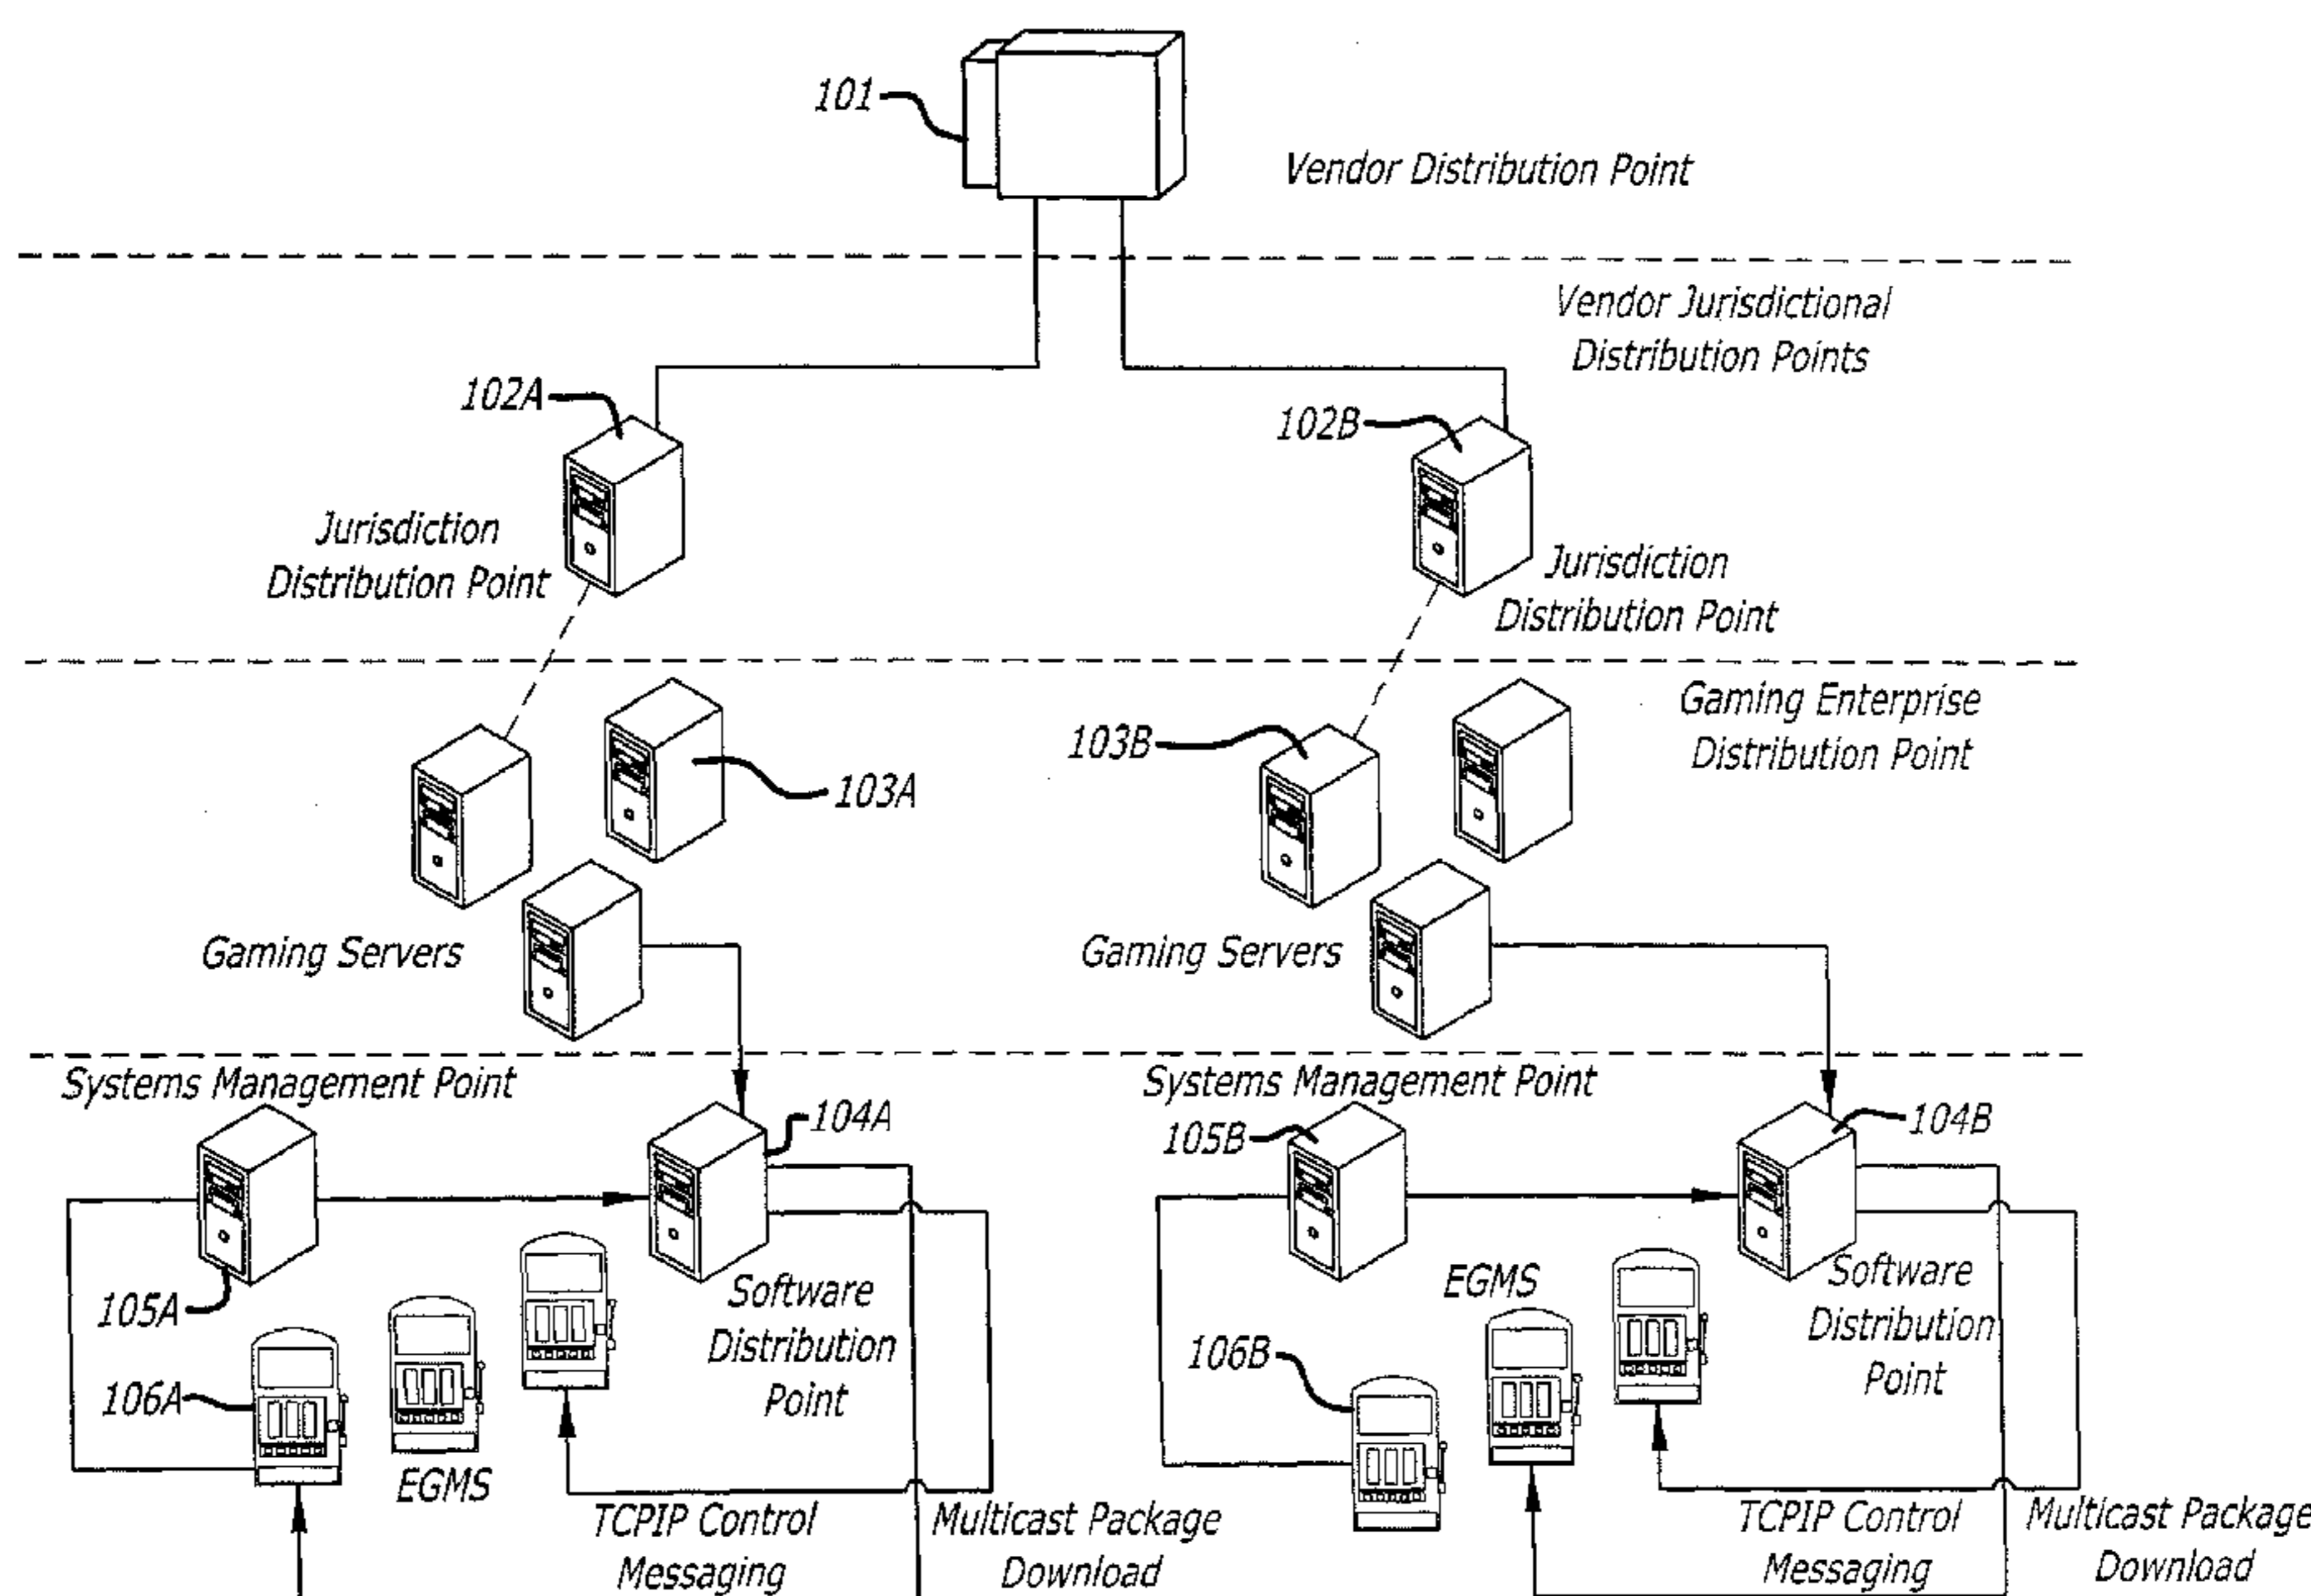 101
Vendor Distribution Point
Vendor Jurisdictional
Distribution Points
102A
102B
Jurisdiction
Distribution Point
Jurisdiction
Distribution Point
Gaming Enterprise
Distribution Point
103A
103B
Gaming Servers
Gaming Servers
Systems Management Point
Systems Management Point
104A
105B
104B
105A
Software
Distribution
Point
EGMS
Software
Distribution
Point
106A
EGMS
106B
TCPIP Control
Messaging
Multicast Package
Download
TCPIP Control
Messaging
Multicast Package
Download